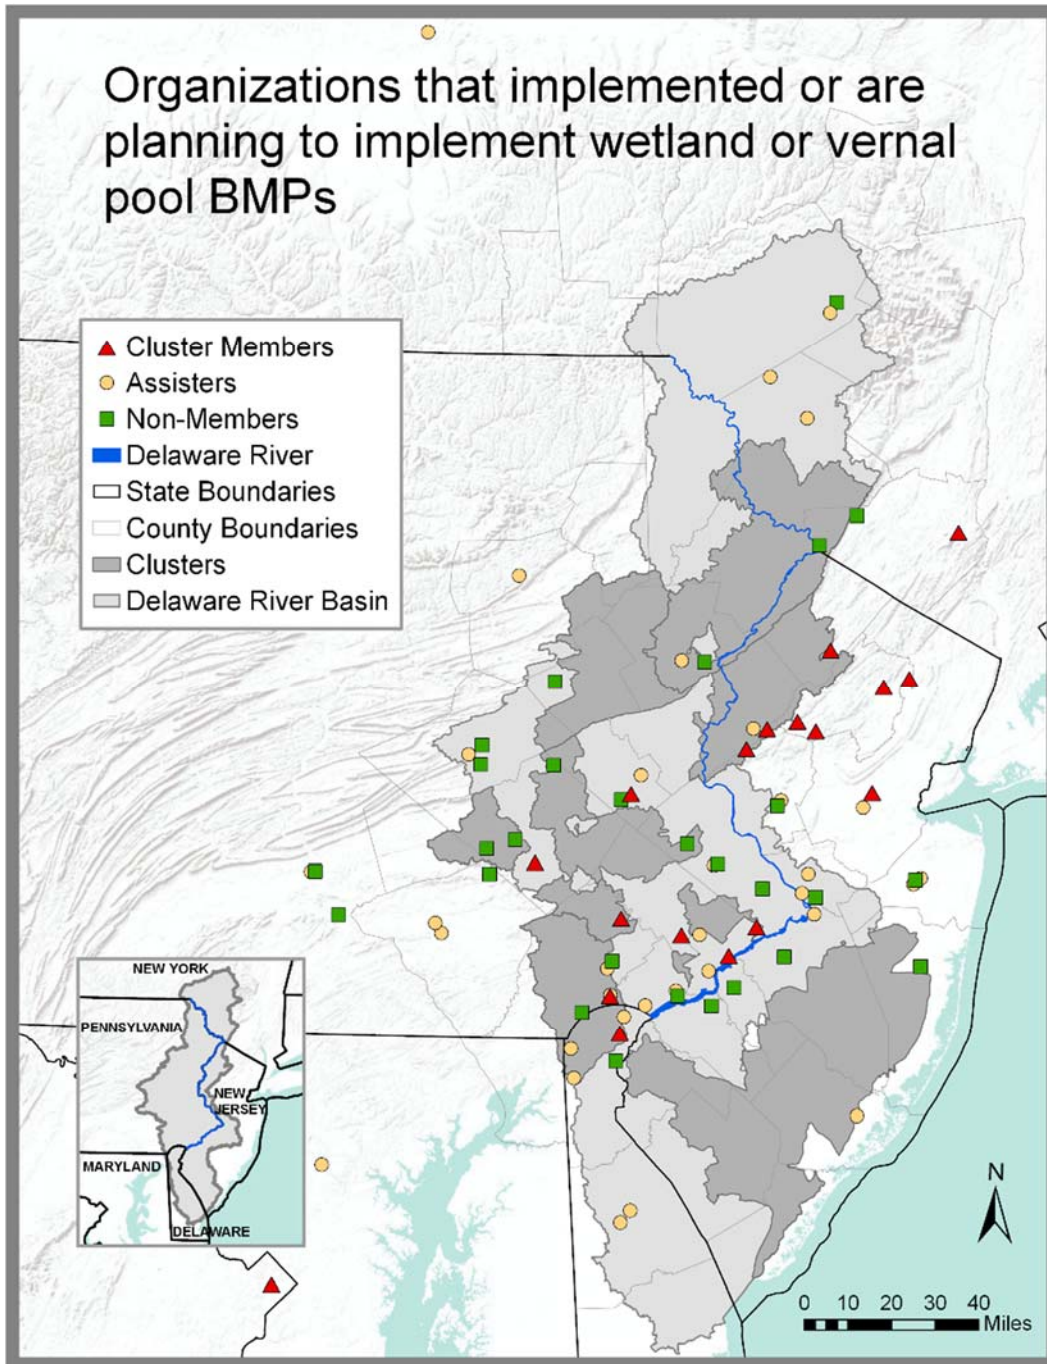 Organizations that implemented or are
planning to implement wetland or vernal
pool BMPs
Cluster Members
Assisters
Non-Members
Delaware River
State Boundaries
County Boundaries
Clusters
Delaware River Basin
NEW YORK
PENNSYLVANIA
NEW
JERSEY
MARYLAND
DELAWARE
N
0 10 20 30 40
Miles